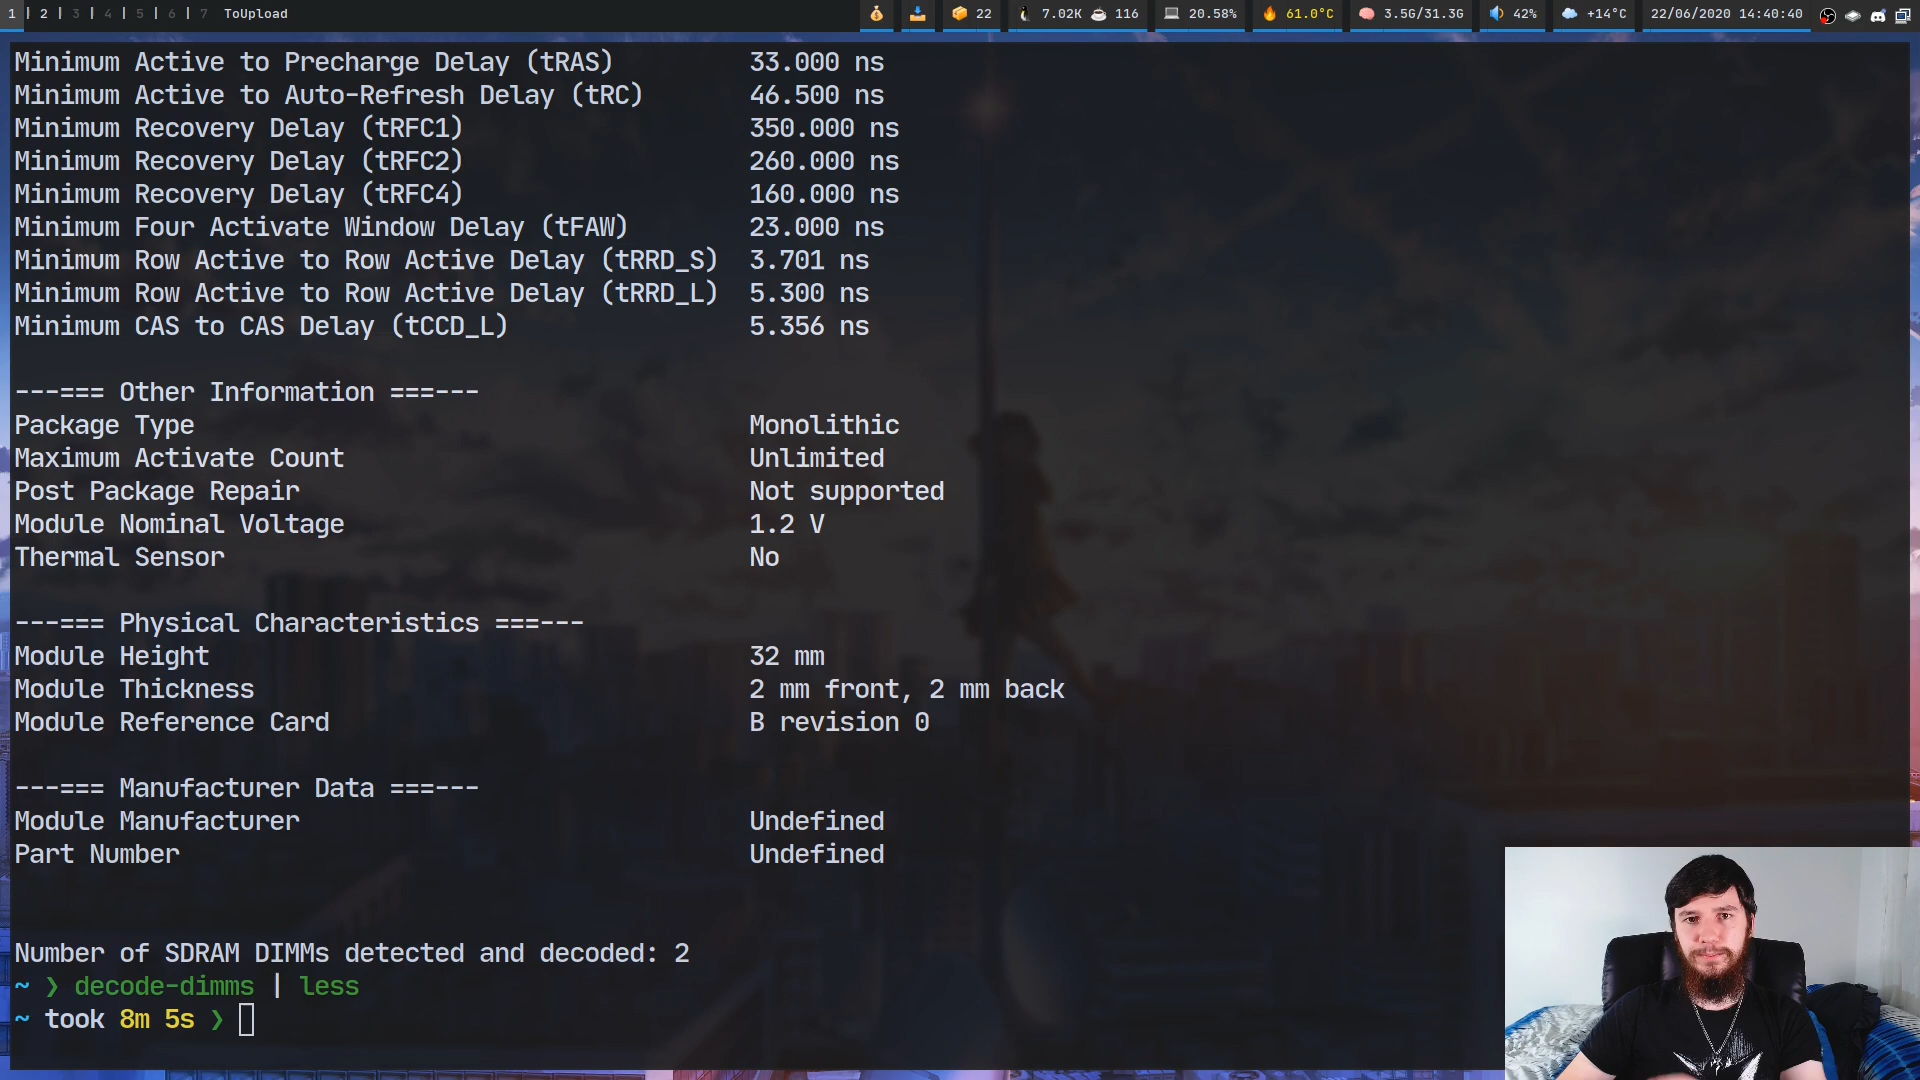 1 | 2 | 3 | 4 | 5 | 6 | 7 ToUpload 22 7.02K 116 20.58% 61.0°C 3.5G/31.3G 42% +14°C 22/06/2020 14:40:40
Minimum Active to Precharge Delay (tRAS) 33.000 ns
Minimum Active to Auto-Refresh Delay (tRC) 46.500 ns
Minimum Recovery Delay (tRFC1) 350.000 ns
Minimum Recovery Delay (tRFC2) 260.000 ns
Minimum Recovery Delay (tRFC4) 160.000 ns
Minimum Four Activate Window Delay (tFAW) 23.000 ns
Minimum Row Active to Row Active Delay (tRRD_S) 3.701 ns
Minimum Row Active to Row Active Delay (tRRD_L) 5.300 ns
Minimum CAS to CAS Delay (tCCD_L) 5.356 ns
---=== Other Information ===---
Package Type Monolithic
Maximum Activate Count Unlimited
Post Package Repair Not supported
Module Nominal Voltage 1.2 V
Thermal Sensor No
---=== Physical Characteristics ===---
Module Height 32 mm
Module Thickness 2 mm front, 2 mm back
Module Reference Card B revision 0
---=== Manufacturer Data ===---
Module Manufacturer Undefined
Part Number Undefined
Number of SDRAM DIMMs detected and decoded: 2
~ ❯ decode-dimms | less
~ took 8m 5s ❯